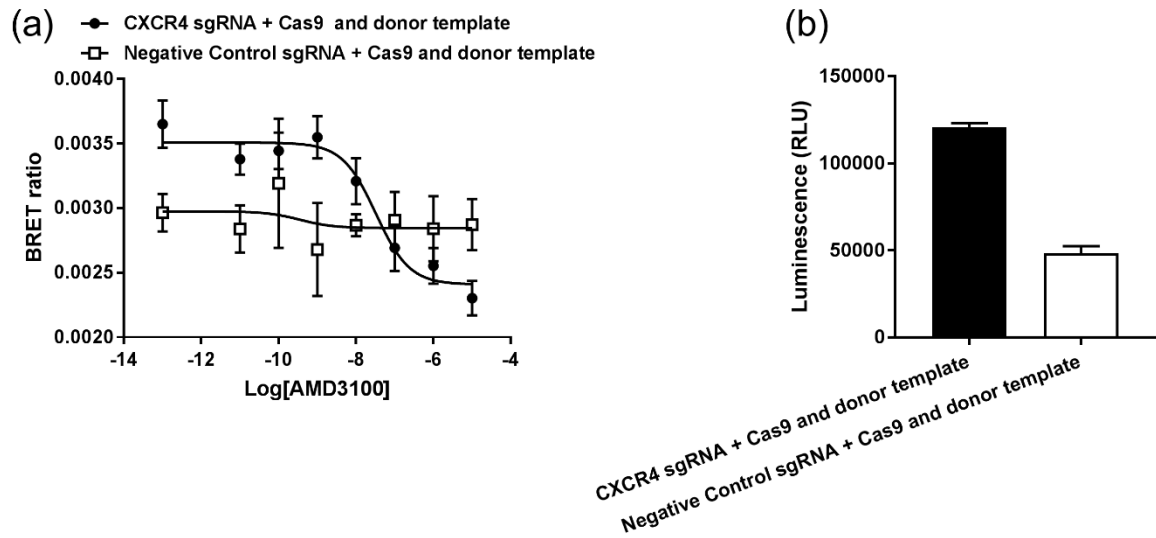 (a)
CXCR4 sgRNA + Cas9 and donor template
Negative Control sgRNA + Cas9 and donor template
0.0040
0.0035
0.0030
0.0025
0.0020
BRET ratio
-14
-12
-10
-8
-6
-4
Log[AMD3100]
(b)
150000
100000
50000
0
Luminescence (RLU)
CXCR4 sgRNA + Cas9 and donor template
Negative Control sgRNA + Cas9 and donor template